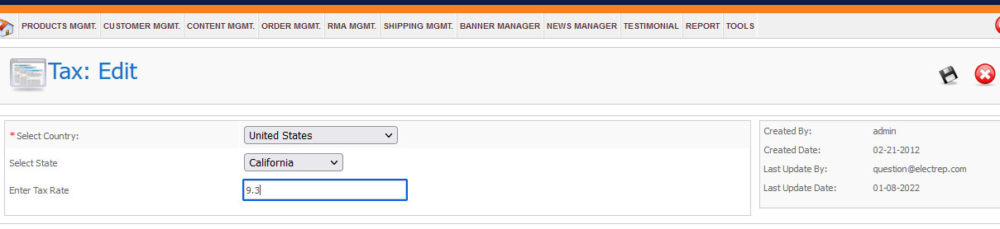 PRODUCTS MGMT. CUSTOMER MGMT. CONTENT MGMT. ORDER MGMT. RMA MGMT. SHIPPING MGMT. BANNER MANAGER NEWS MANAGER TESTIMONIAL REPORT TOOLS
Tax: Edit
* Select Country: United States
Select State California
Enter Tax Rate 9.3
Created By: admin
Created Date: 02-21-2012
Last Update By: question@electrep.com
Last Update Date: 01-08-2022